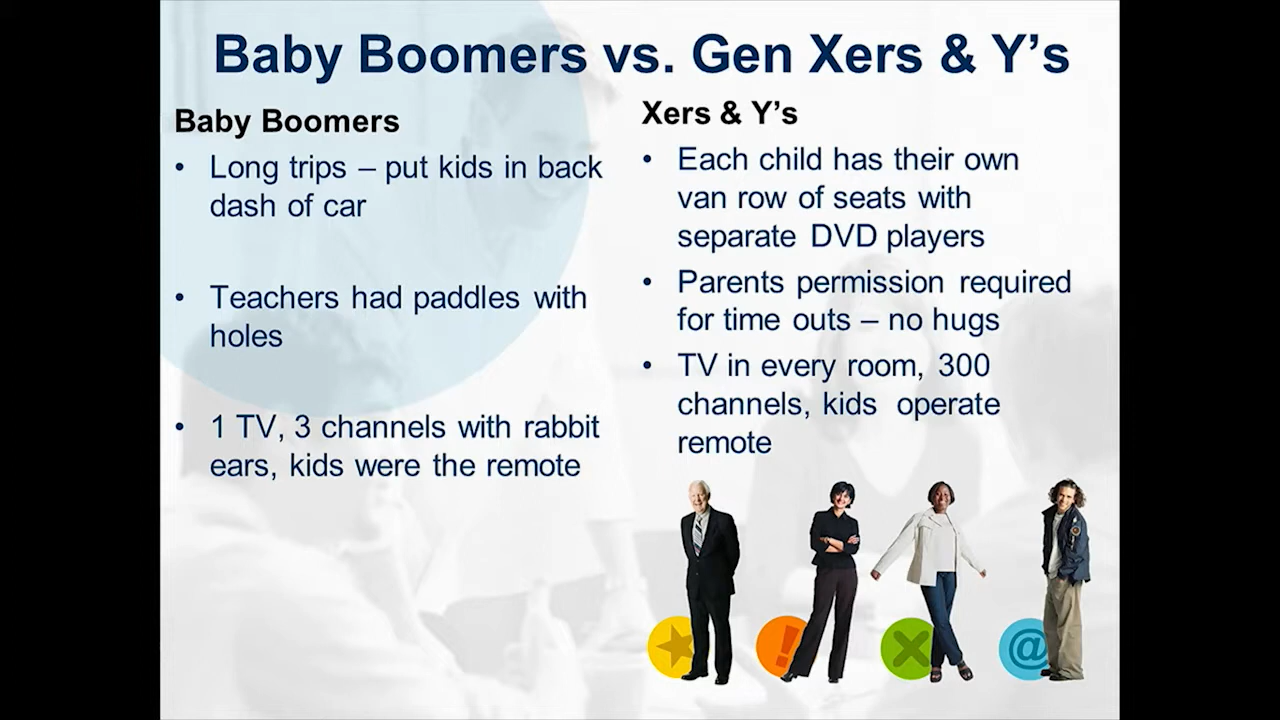 Baby Boomers vs. Gen Xers & Y’s
Baby Boomers
• Long trips – put kids in back
dash of car
• Teachers had paddles with
holes
• 1 TV, 3 channels with rabbit
ears, kids were the remote
Xers & Y’s
• Each child has their own
van row of seats with
separate DVD players
• Parents permission required
for time outs – no hugs
• TV in every room, 300
channels, kids operate
remote
! @